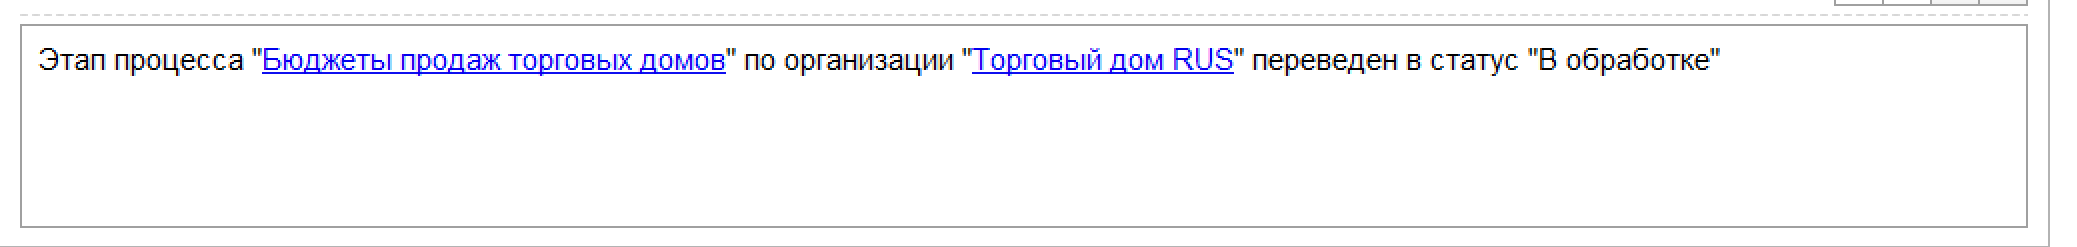 Этап процесса "Бюджеты продаж торговых домов" по организации "Торговый дом RUS" переведен в статус "В обработке"